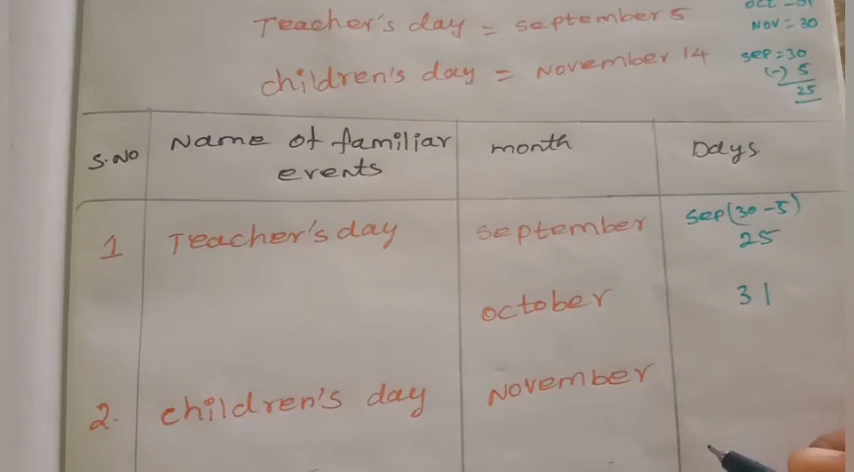 Teacher's day = september 5
children's day = November 14
Nov = 30
sep = 30
(-) 5
25
S.No Name of familiar events month Days
1 Teacher's day september sep(30-5)
25
october 31
2. children's day November